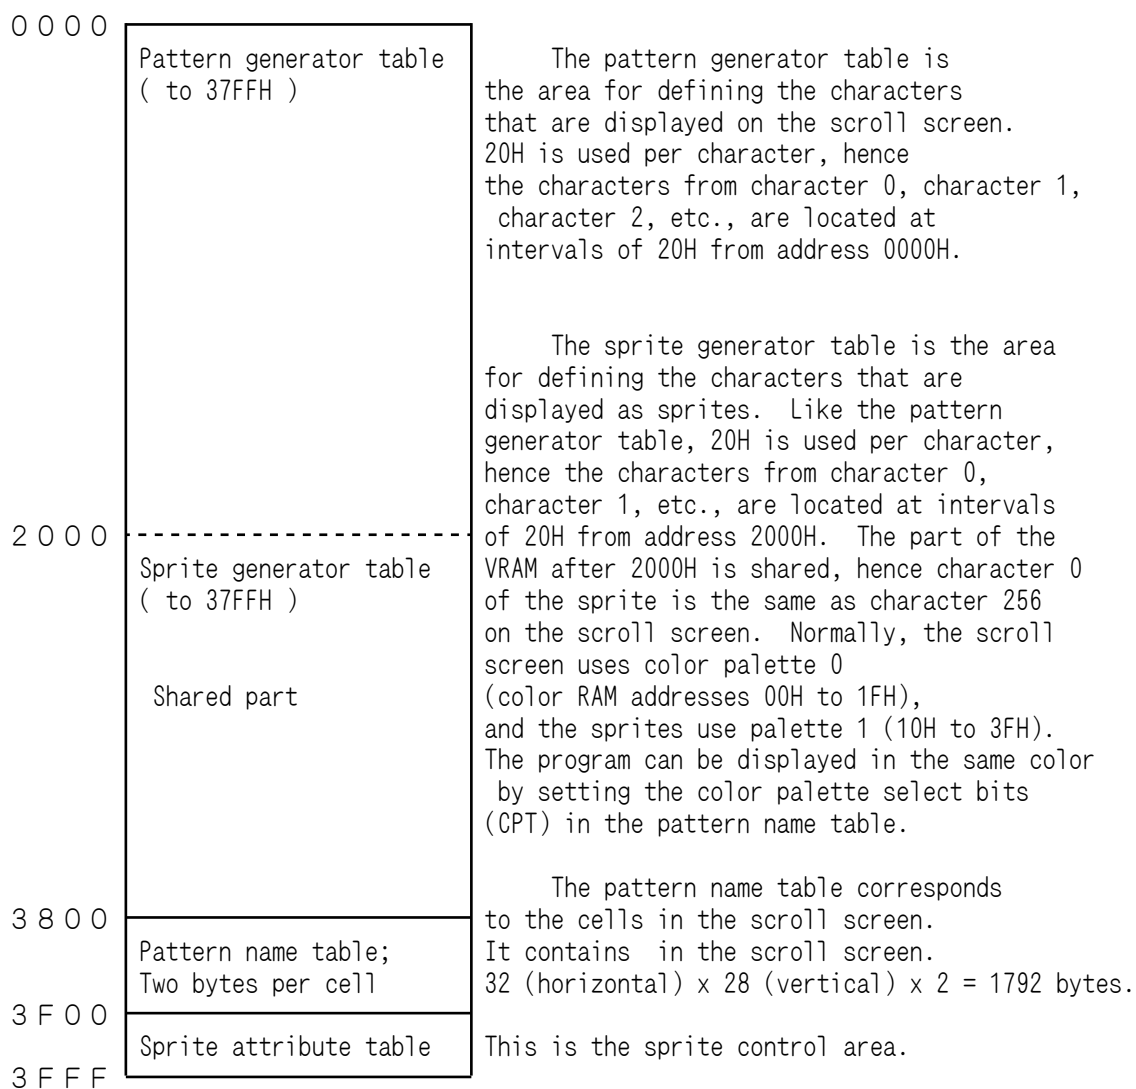 0000
Pattern generator table
( to 37FFH )
The pattern generator table is
the area for defining the characters
that are displayed on the scroll screen.
20H is used per character, hence
the characters from character 0, character 1,
character 2, etc., are located at
intervals of 20H from address 0000H.
The sprite generator table is the area
for defining the characters that are
displayed as sprites. Like the pattern
generator table, 20H is used per character,
hence the characters from character 0,
character 1, etc., are located at intervals
2000
of 20H from address 2000H. The part of the
Sprite generator table
( to 37FFH )
Shared part
VRAM after 2000H is shared, hence character 0
of the sprite is the same as character 256
on the scroll screen. Normally, the scroll
screen uses color palette 0
(color RAM addresses 00H to 1FH),
and the sprites use palette 1 (10H to 3FH).
The program can be displayed in the same color
by setting the color palette select bits
(CPT) in the pattern name table.
The pattern name table corresponds
3800
to the cells in the scroll screen.
Pattern name table;
Two bytes per cell
It contains in the scroll screen.
32 (horizontal) x 28 (vertical) x 2 = 1792 bytes.
3F00
Sprite attribute table
This is the sprite control area.
3FFF